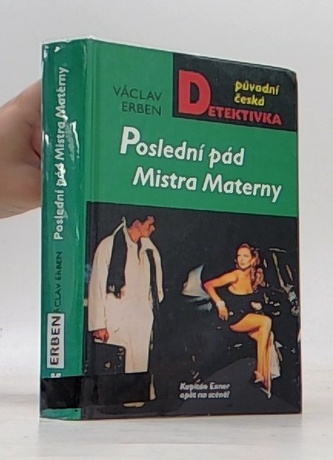 VÁCLAV
ERBEN
původní
česká
DETEKTIVKA
Poslední pád
Mistra Materny
Kapitán Exner
opět na scéně!
VÁCLAV ERBEN Poslední pád Mistra Materny
ERBEN